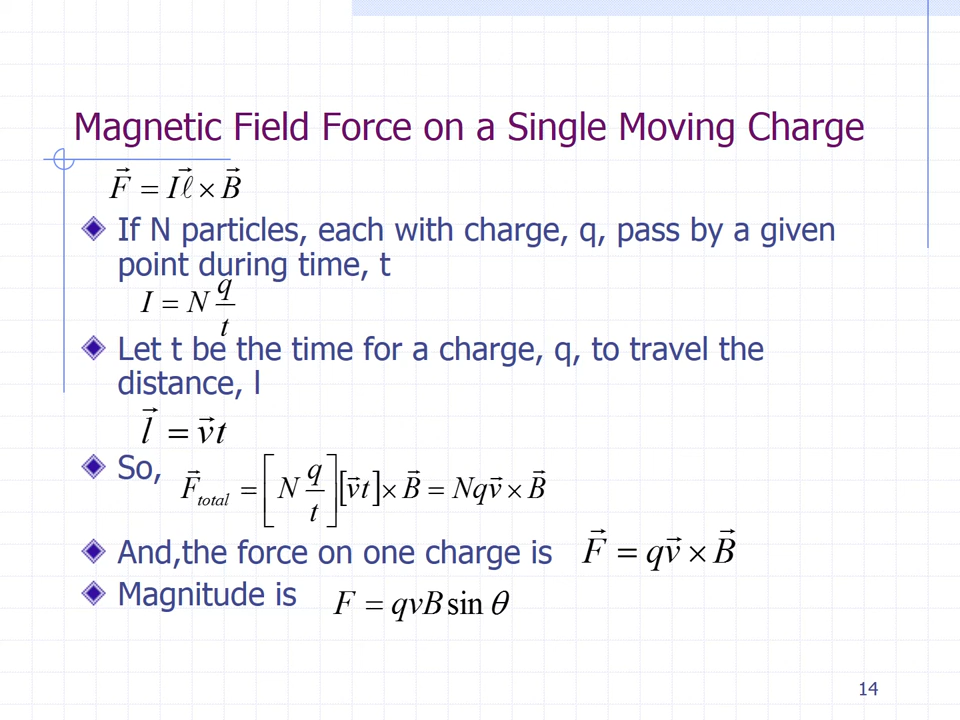 Magnetic Field Force on a Single Moving Charge
F⃗ = Iℓ⃗ × B⃗
If N particles, each with charge, q, pass by a given
point during time, t
I = N q/t
Let t be the time for a charge, q, to travel the
distance, l
l⃗ = v⃗t
So, F⃗total = [N q/t][v⃗t] × B⃗ = Nqv⃗ × B⃗
And,the force on one charge is F⃗ = qv⃗ × B⃗
Magnitude is F = qvB sin θ
14